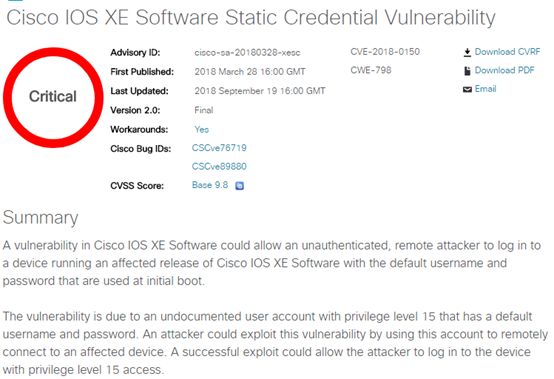 Cisco IOS XE Software Static Credential Vulnerability
Critical
Advisory ID: cisco-sa-20180328-xesc CVE-2018-0150 Download CVRF
First Published: 2018 March 28 16:00 GMT CWE-798 Download PDF
Last Updated: 2018 September 19 16:00 GMT Email
Version 2.0: Final
Workarounds: Yes
Cisco Bug IDs: CSCve76719
CSCve89880
CVSS Score: Base 9.8
Summary
A vulnerability in Cisco IOS XE Software could allow an unauthenticated, remote attacker to log in to
a device running an affected release of Cisco IOS XE Software with the default username and
password that are used at initial boot.
The vulnerability is due to an undocumented user account with privilege level 15 that has a default
username and password. An attacker could exploit this vulnerability by using this account to remotely
connect to an affected device. A successful exploit could allow the attacker to log in to the device
with privilege level 15 access.